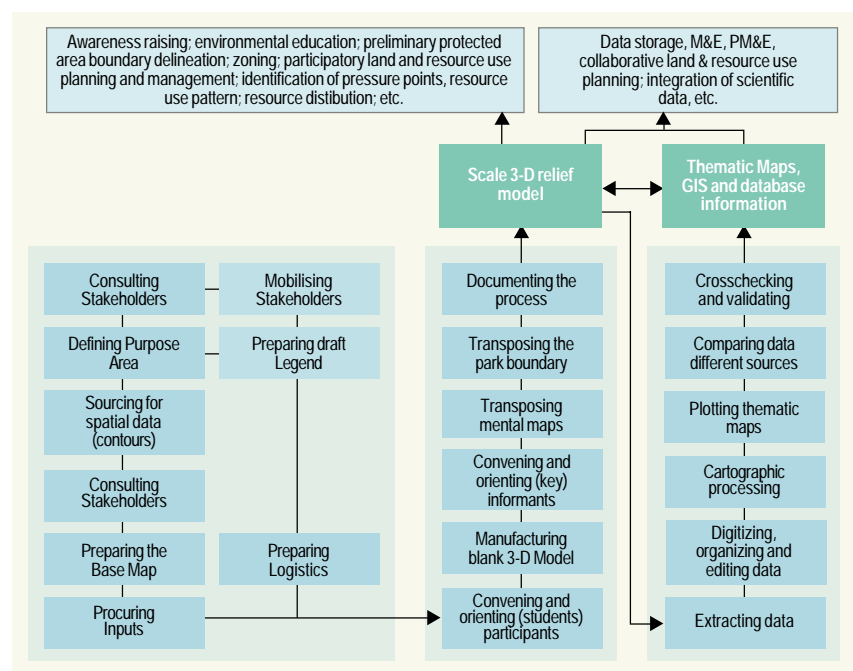 Awareness raising; environmental education; preliminary protected
area boundary delineation; zoning; participatory land and resource use
planning and management; identification of pressure points, resource
use pattern; resource distibution; etc.
Data storage, M&E, PM&E,
collaborative land & resource use
planning; integration of scientific
data, etc.
Scale 3-D relief
model
Thematic Maps,
GIS and database
information
Consulting
Stakeholders
Mobilising
Stakeholders
Defining Purpose
Area
Preparing draft
Legend
Sourcing for
spatial data
(contours)
Consulting
Stakeholders
Preparing the
Base Map
Preparing
Logistics
Procuring
Inputs
Documenting the
process
Transposing the
park boundary
Transposing
mental maps
Convening and
orienting (key)
informants
Manufacturing
blank 3-D Model
Convening and
orienting (students)
participants
Crosschecking
and validating
Comparing data
different sources
Plotting thematic
maps
Cartographic
processing
Digitizing,
organizing and
editing data
Extracting data